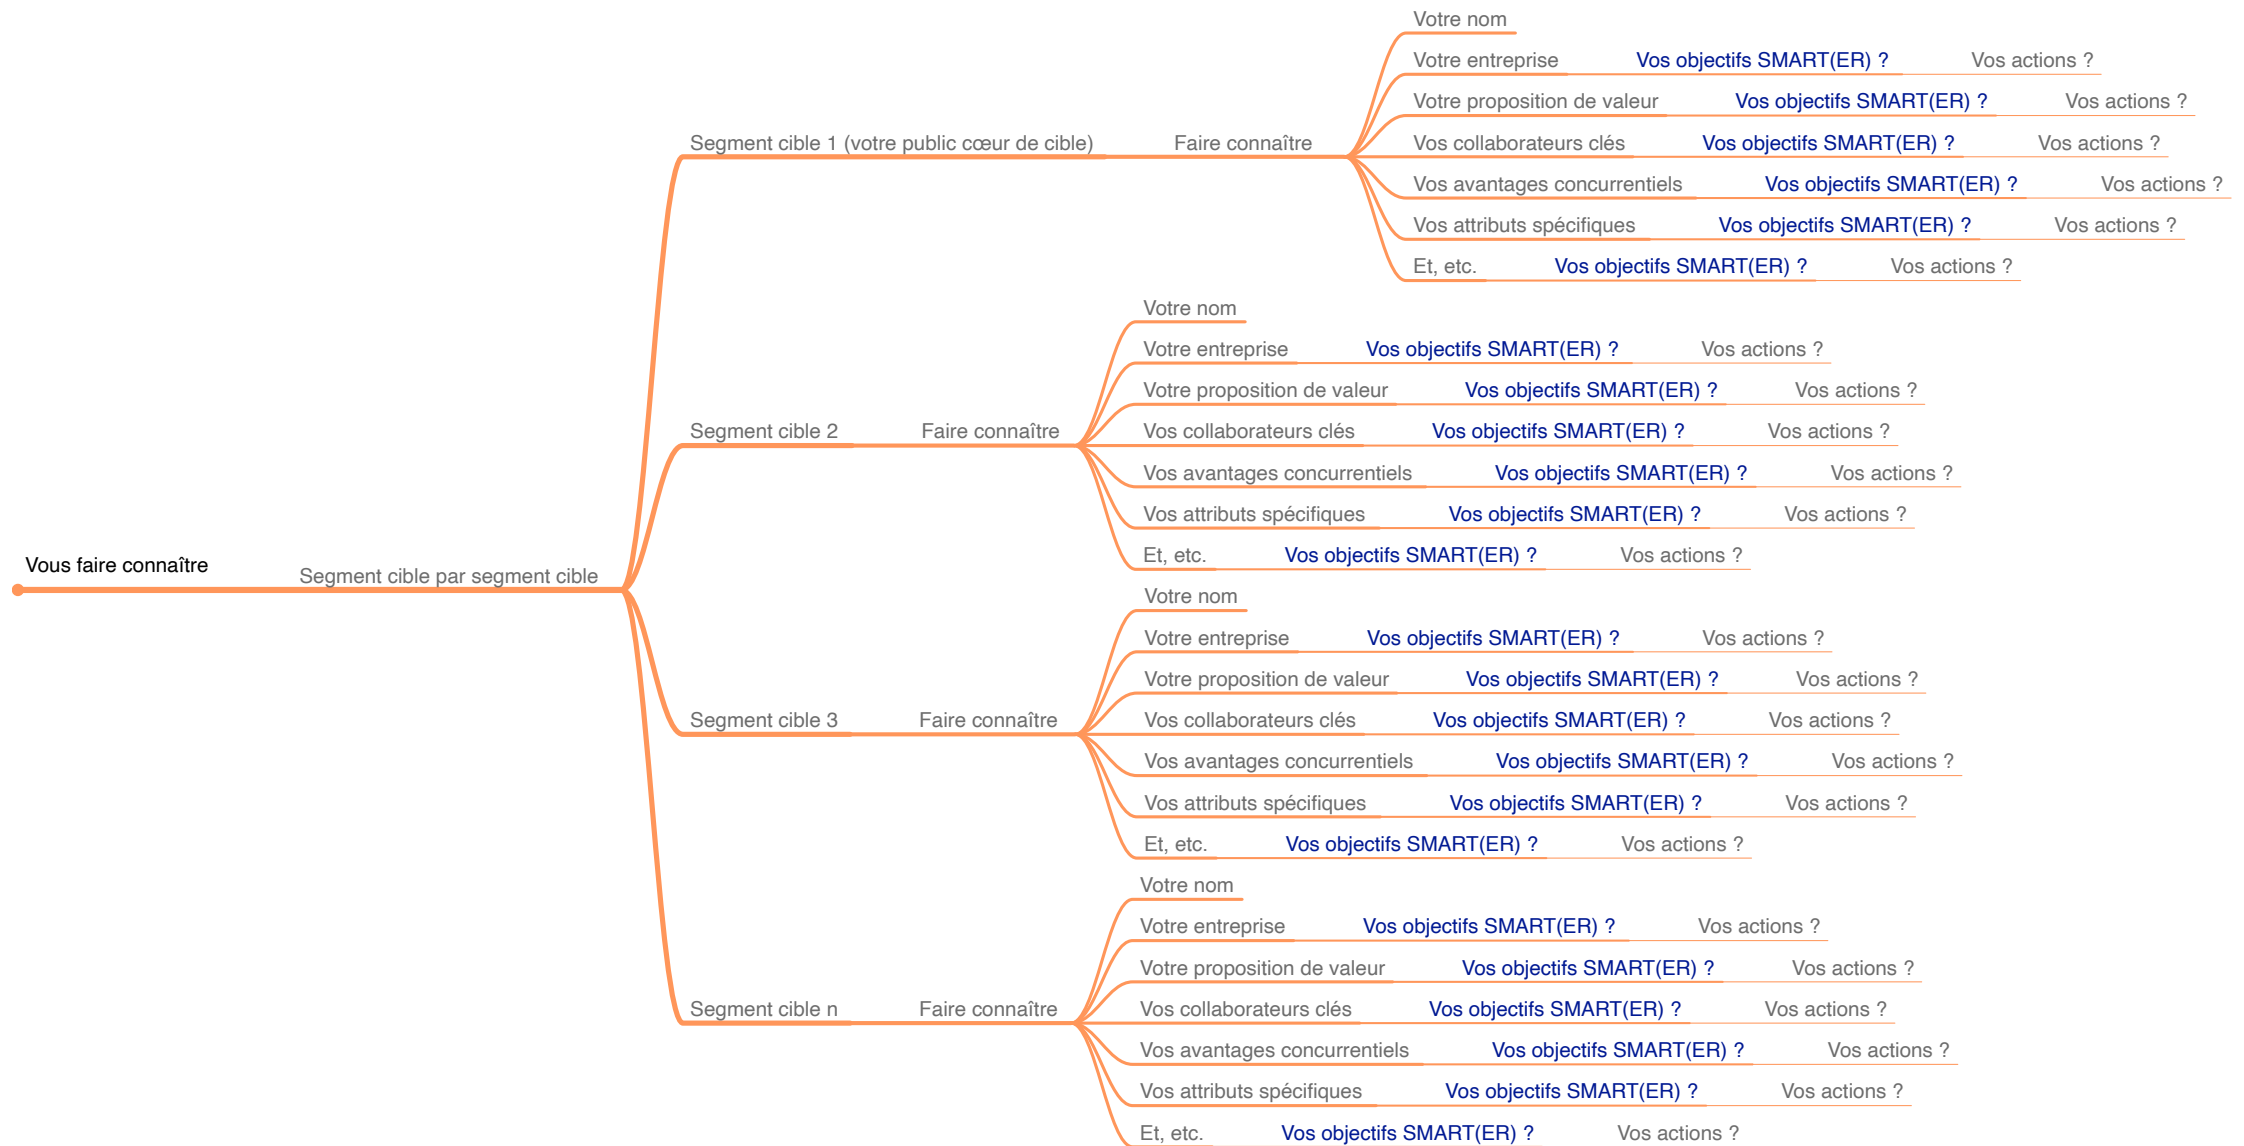 Vous faire connaître
Segment cible par segment cible
Segment cible 1 (votre public cœur de cible)
Faire connaître
Votre nom
Votre entreprise Vos objectifs SMART(ER) ? Vos actions ?
Votre proposition de valeur Vos objectifs SMART(ER) ? Vos actions ?
Vos collaborateurs clés Vos objectifs SMART(ER) ? Vos actions ?
Vos avantages concurrentiels Vos objectifs SMART(ER) ? Vos actions ?
Vos attributs spécifiques Vos objectifs SMART(ER) ? Vos actions ?
Et, etc. Vos objectifs SMART(ER) ? Vos actions ?
Segment cible 2
Faire connaître
Votre nom
Votre entreprise Vos objectifs SMART(ER) ? Vos actions ?
Votre proposition de valeur Vos objectifs SMART(ER) ? Vos actions ?
Vos collaborateurs clés Vos objectifs SMART(ER) ? Vos actions ?
Vos avantages concurrentiels Vos objectifs SMART(ER) ? Vos actions ?
Vos attributs spécifiques Vos objectifs SMART(ER) ? Vos actions ?
Et, etc. Vos objectifs SMART(ER) ? Vos actions ?
Segment cible 3
Faire connaître
Votre nom
Votre entreprise Vos objectifs SMART(ER) ? Vos actions ?
Votre proposition de valeur Vos objectifs SMART(ER) ? Vos actions ?
Vos collaborateurs clés Vos objectifs SMART(ER) ? Vos actions ?
Vos avantages concurrentiels Vos objectifs SMART(ER) ? Vos actions ?
Vos attributs spécifiques Vos objectifs SMART(ER) ? Vos actions ?
Et, etc. Vos objectifs SMART(ER) ? Vos actions ?
Segment cible n
Faire connaître
Votre nom
Votre entreprise Vos objectifs SMART(ER) ? Vos actions ?
Votre proposition de valeur Vos objectifs SMART(ER) ? Vos actions ?
Vos collaborateurs clés Vos objectifs SMART(ER) ? Vos actions ?
Vos avantages concurrentiels Vos objectifs SMART(ER) ? Vos actions ?
Vos attributs spécifiques Vos objectifs SMART(ER) ? Vos actions ?
Et, etc. Vos objectifs SMART(ER) ? Vos actions ?